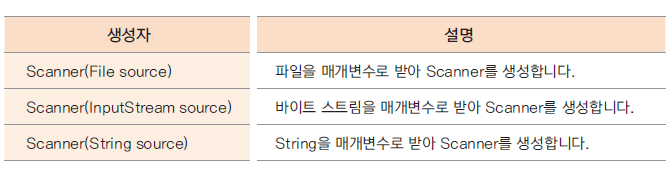 생성자 설명
Scanner(File source) 파일을 매개변수로 받아 Scanner를 생성합니다.
Scanner(InputStream source) 바이트 스트림을 매개변수로 받아 Scanner를 생성합니다.
Scanner(String source) String을 매개변수로 받아 Scanner를 생성합니다.